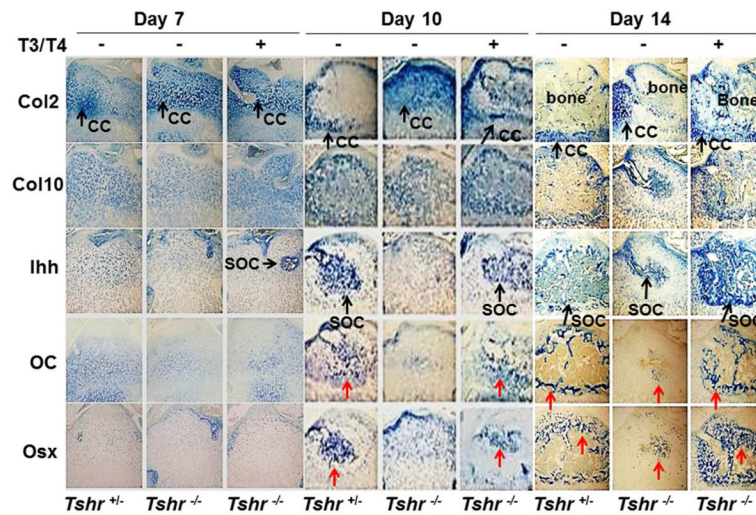 Day 7 Day 10 Day 14
T3/T4 - - + - - + - - +
Col2 CC CC CC CC CC CC bone CC bone CC Bone CC
Col10
Ihh SOC SOC SOC SOC SOC SOC
OC
Osx
Tshr +/- Tshr -/- Tshr -/- Tshr +/- Tshr -/- Tshr -/- Tshr +/- Tshr -/- Tshr -/-